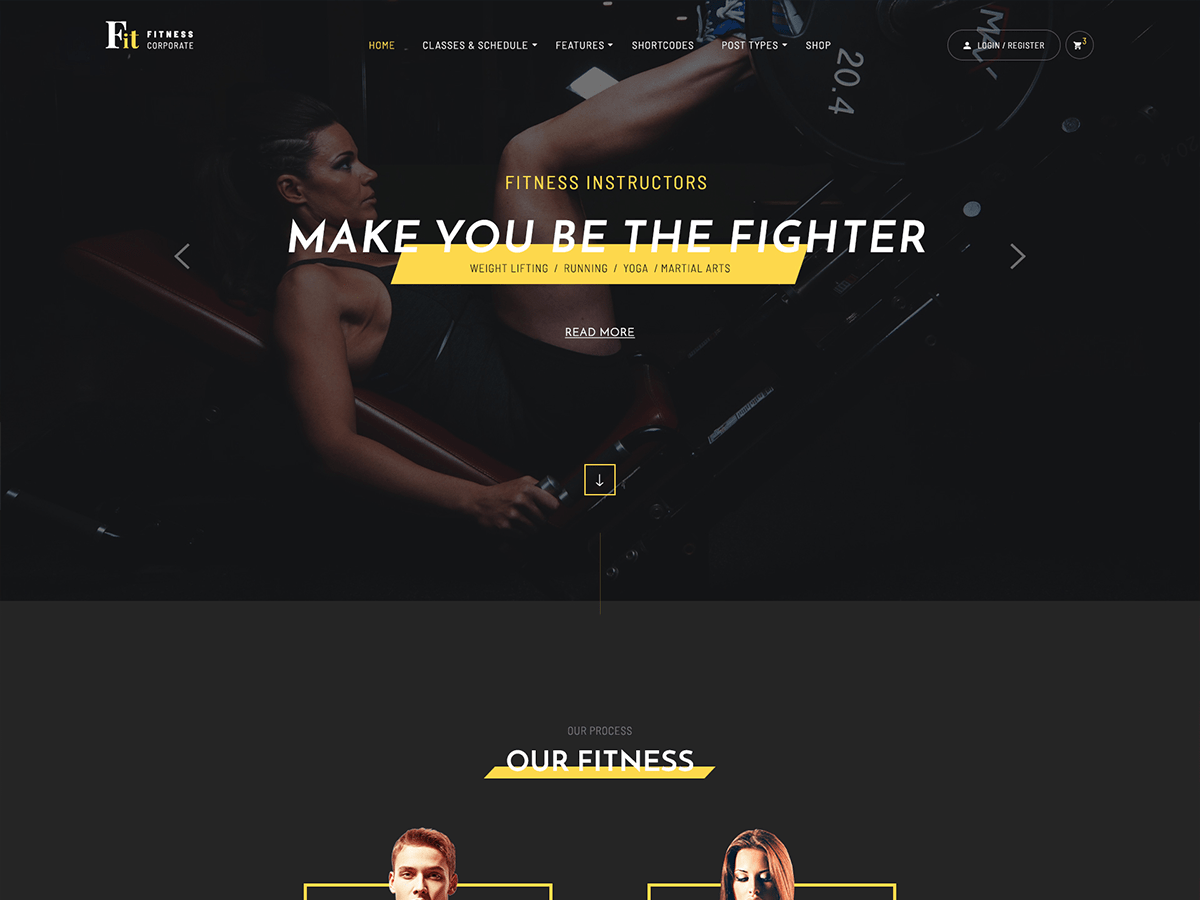 Fit FITNESS
CORPORATE
HOME CLASSES & SCHEDULE FEATURES SHORTCODES POST TYPES SHOP
LOGIN / REGISTER 3
20.4
FITNESS INSTRUCTORS
MAKE YOU BE THE FIGHTER
WEIGHT LIFTING / RUNNING / YOGA / MARTIAL ARTS
READ MORE
OUR PROCESS
OUR FITNESS